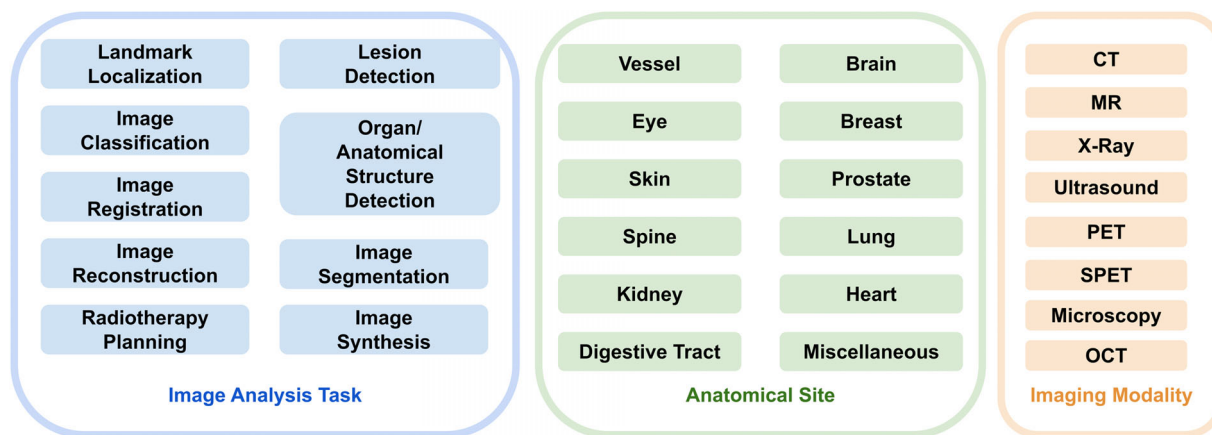 Landmark
Localization
Lesion
Detection
Image
Classification
Organ/
Anatomical
Structure
Detection
Image
Registration
Image
Reconstruction
Image
Segmentation
Radiotherapy
Planning
Image
Synthesis
Image Analysis Task
Vessel
Brain
Eye
Breast
Skin
Prostate
Spine
Lung
Kidney
Heart
Digestive Tract
Miscellaneous
Anatomical Site
CT
MR
X-Ray
Ultrasound
PET
SPET
Microscopy
OCT
Imaging Modality